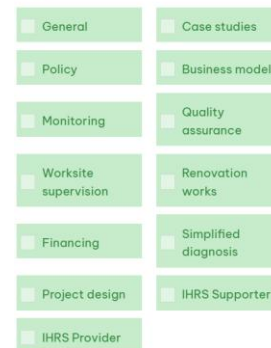 General
Case studies
Policy
Business model
Monitoring
Quality
assurance
Worksite
supervision
Renovation
works
Financing
Simplified
diagnosis
Project design
IHRS Supporter
IHRS Provider